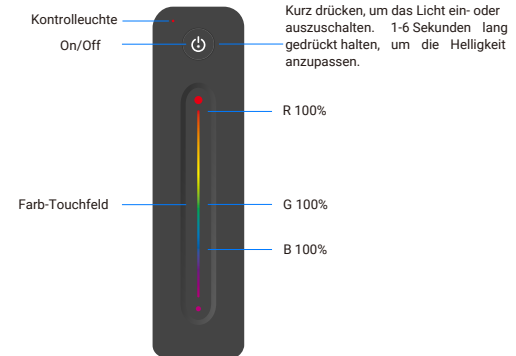 Kontrolleuchte
On/Off
Kurz drücken, um das Licht ein- oder
auszuschalten. 1-6 Sekunden lang
gedrückt halten, um die Helligkeit
anzupassen.
R 100%
Farb-Touchfeld
G 100%
B 100%